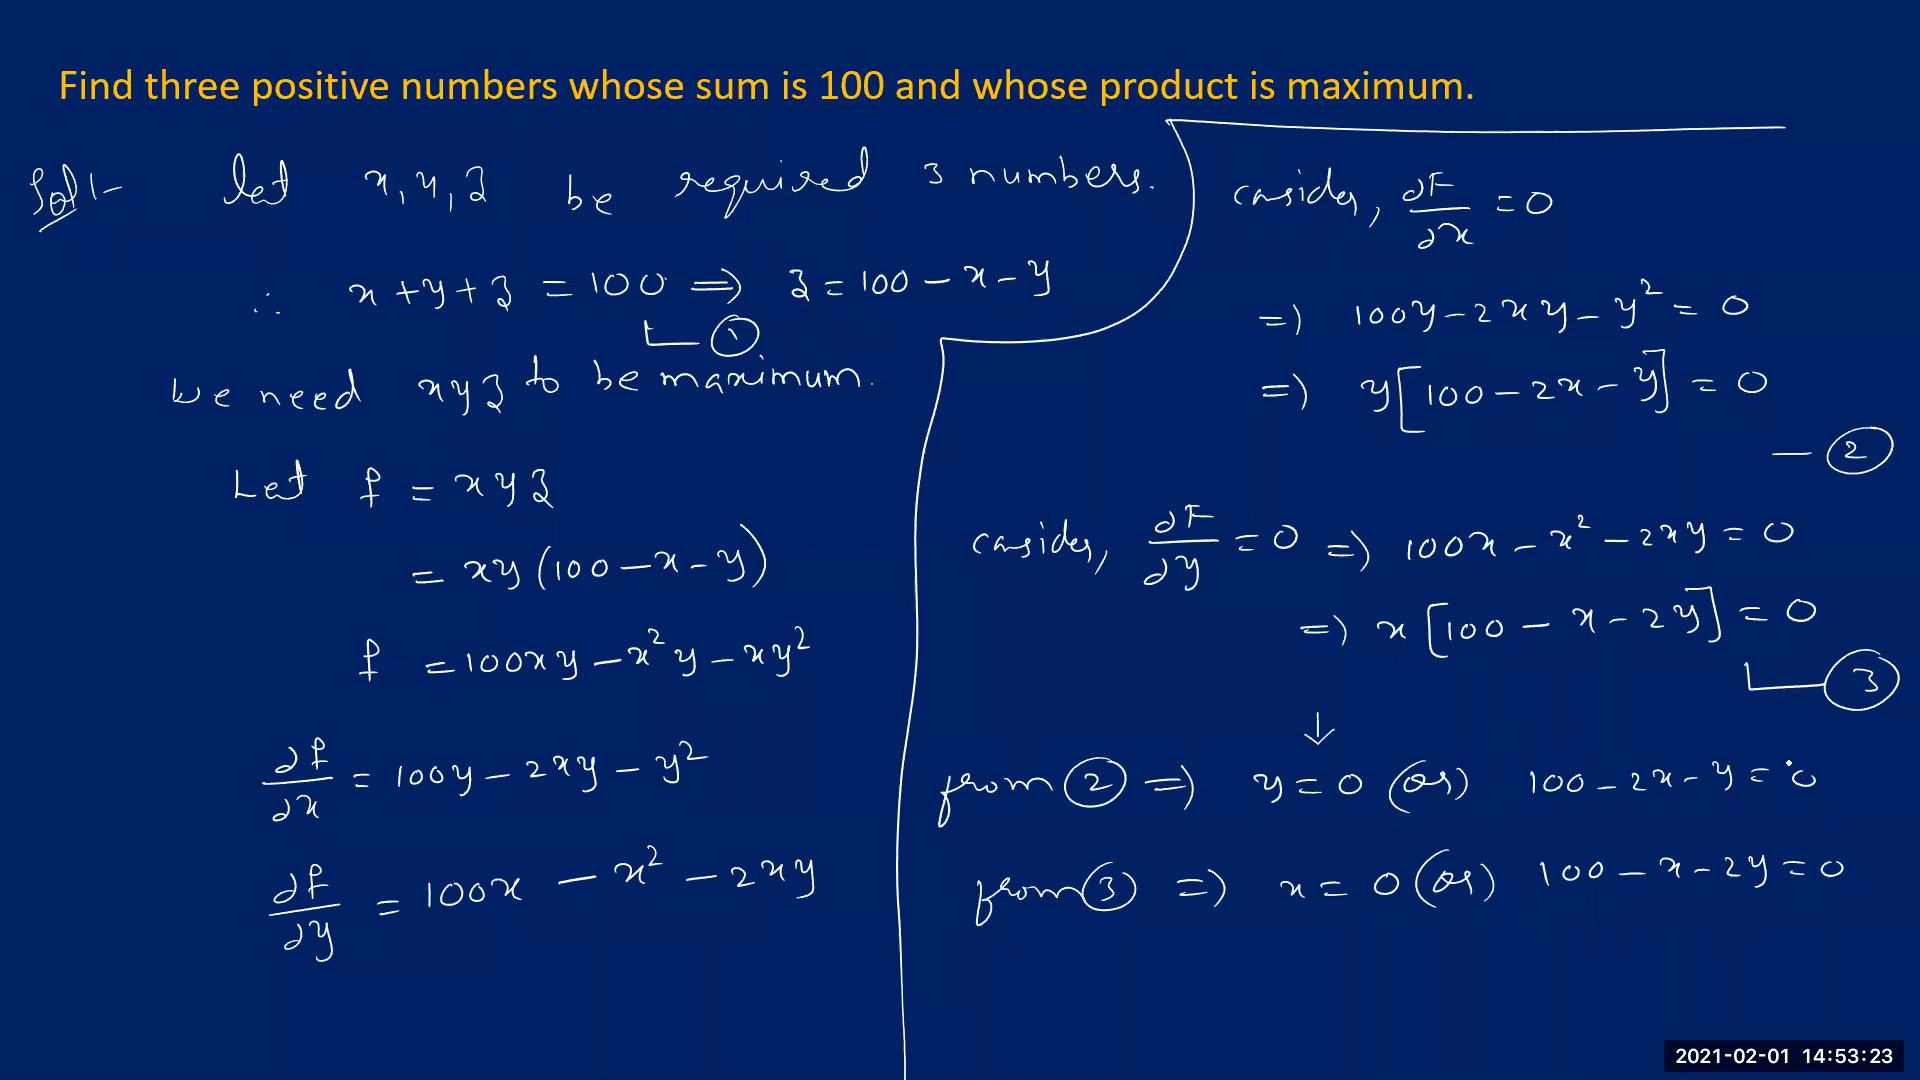 Find three positive numbers whose sum is 100 and whose product is maximum.
Sol:- let x, y, z be required 3 numbers.
∴ x + y + z = 100 => z = 100 - x - y
①
we need xyz to be maximum.
Let f = xyz
= xy (100 - x - y)
f = 100xy - x²y - xy²
∂f/∂x = 100y - 2xy - y²
∂f/∂y = 100x - x² - 2xy
consider, ∂F/∂x = 0
=> 100y - 2xy - y² = 0
=> y[100 - 2x - y] = 0
- ②
consider, ∂F/∂y = 0 => 100x - x² - 2xy = 0
=> x [100 - x - 2y] = 0
③
↓
from ② => y = 0 (or) 100 - 2x - y = 0
from ③ => x = 0 (or) 100 - x - 2y = 0
2021-02-01 14:53:23